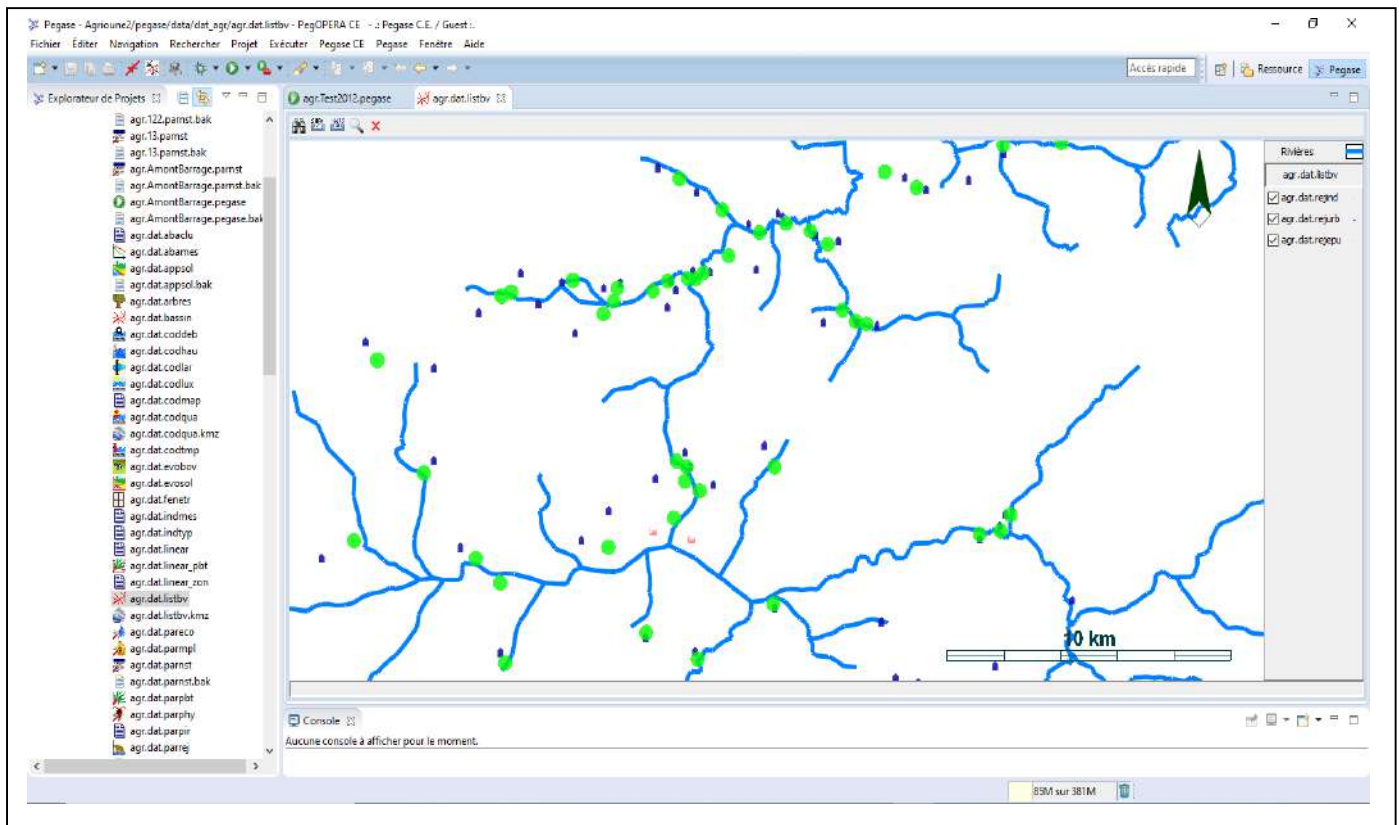 Pegase - Agrioune2/pegase/data/dat_agr/agr.dat.listbv - PegOPERA CE - .: Pegase C.E. / Guest :.
Fichier Éditer Navigation Rechercher Projet Exécuter Pegase CE Pegase Fenêtre Aide
Accès rapide Ressource Pegase
Explorateur de Projets
agr.Test2012.pegase agr.dat.listbv
agr.122.parnst.bak
agr.13.parnst
agr.13.parnst.bak
agr.AmontBarrage.parnst
agr.AmontBarrage.parnst.bak
agr.AmontBarrage.pegase
agr.AmontBarrage.pegase.bak
agr.dat.abaclu
agr.dat.abames
agr.dat.appsol
agr.dat.appsol.bak
agr.dat.arbres
agr.dat.bassin
agr.dat.coddeb
agr.dat.codhau
agr.dat.codlar
agr.dat.codlux
agr.dat.codmap
agr.dat.codqua
agr.dat.codqua.kmz
agr.dat.codtmp
agr.dat.evobov
agr.dat.evosol
agr.dat.fenetr
agr.dat.indmes
agr.dat.indtyp
agr.dat.linear
agr.dat.linear_pbt
agr.dat.linear_zon
agr.dat.listbv
agr.dat.listbv.kmz
agr.dat.pareco
agr.dat.parmpl
agr.dat.parnst
agr.dat.parnst.bak
agr.dat.parpbt
agr.dat.parphy
agr.dat.parpir
agr.dat.parrej
Rivières
agr.dat.listbv
agr.dat.rejind
agr.dat.rejurb
agr.dat.rejepu
10 km
Console
Aucune console à afficher pour le moment.
85M sur 381M